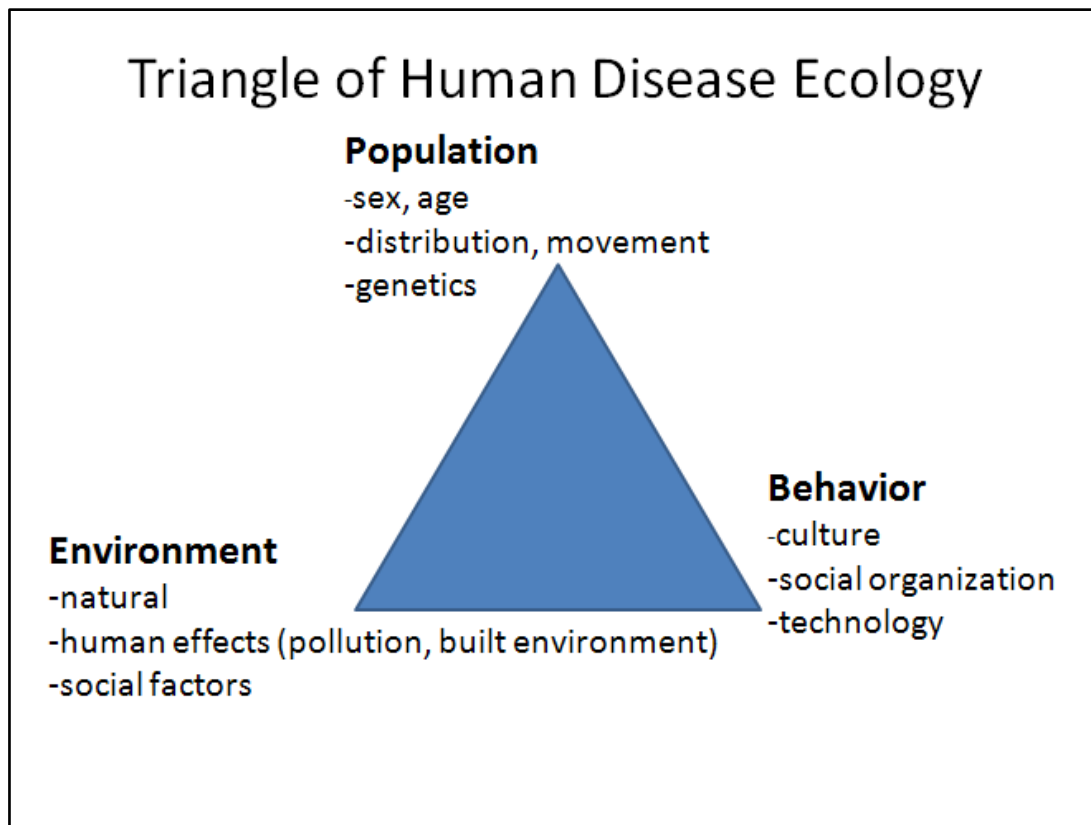 Triangle of Human Disease Ecology
Population
-sex, age
-distribution, movement
-genetics
Behavior
-culture
-social organization
-technology
Environment
-natural
-human effects (pollution, built environment)
-social factors